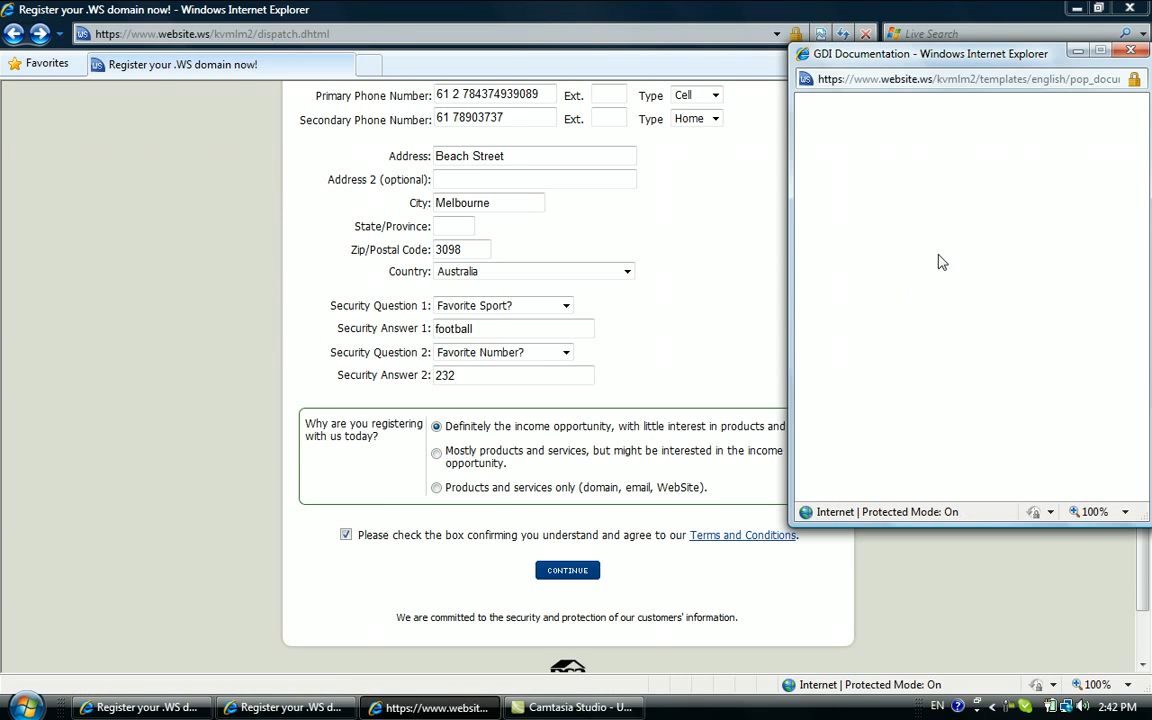 Register your .WS domain now! - Windows Internet Explorer
https://www.website.ws/kvmlm2/dispatch.dhtml
Live Search
Favorites
Register your .WS domain now!
GDI Documentation - Windows Internet Explorer
https://www.website.ws/kvmlm2/templates/english/pop_docu
Primary Phone Number: 61 2 784374939089 Ext. Type Cell
Secondary Phone Number: 61 78903737 Ext. Type Home
Address: Beach Street
Address 2 (optional):
City: Melbourne
State/Province:
Zip/Postal Code: 3098
Country: Australia
Security Question 1: Favorite Sport?
Security Answer 1: football
Security Question 2: Favorite Number?
Security Answer 2: 232
Why are you registering
with us today?
Definitely the income opportunity, with little interest in products and
Mostly products and services, but might be interested in the income
opportunity.
Products and services only (domain, email, WebSite).
Internet | Protected Mode: On 100%
Please check the box confirming you understand and agree to our Terms and Conditions.
CONTINUE
We are committed to the security and protection of our customers' information.
Internet | Protected Mode: On 100%
Register your .WS d...
Register your .WS d...
https://www.websit...
Camtasia Studio - U...
EN
2:42 PM